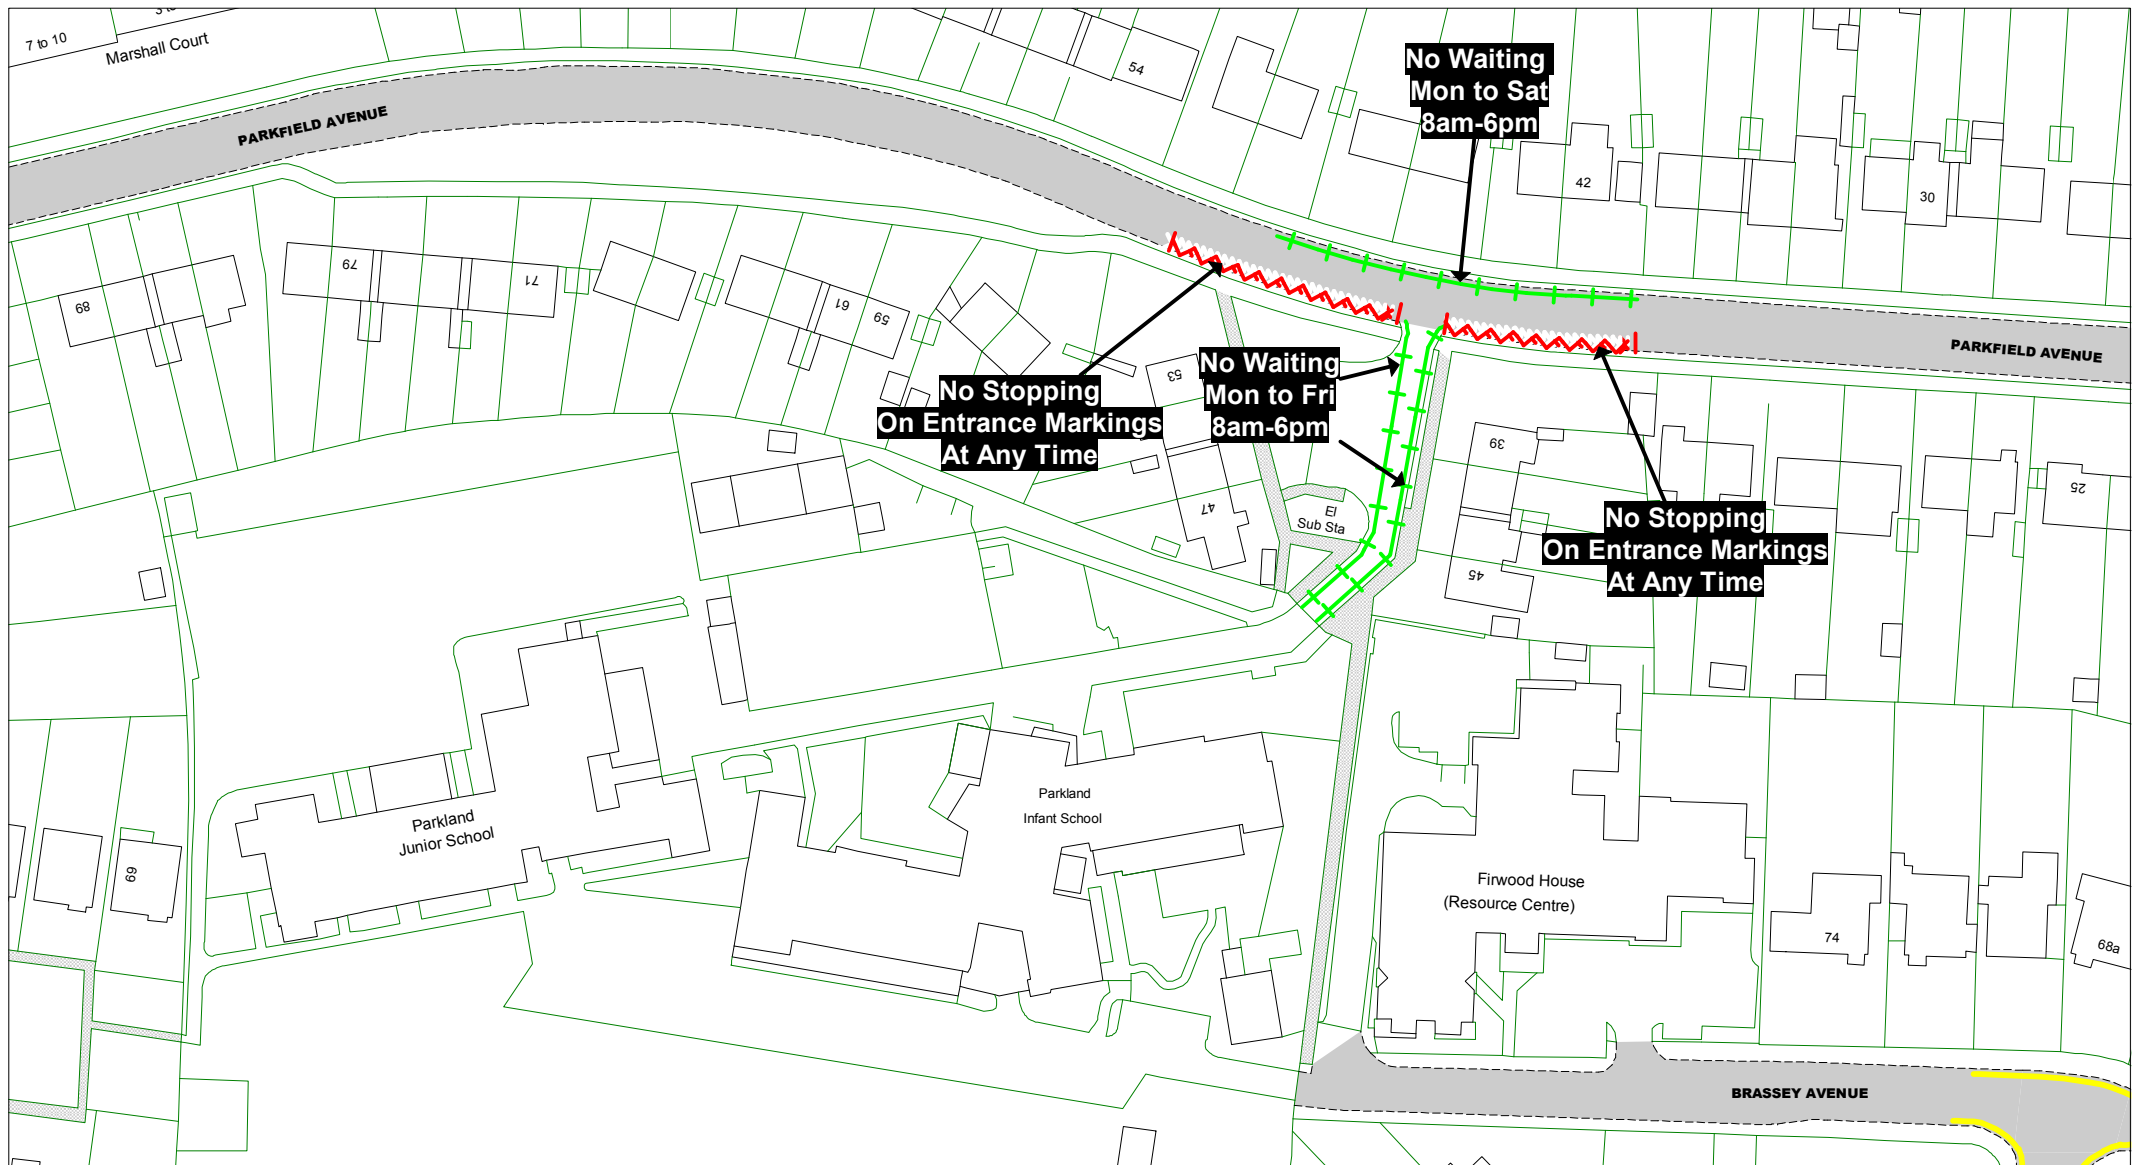 7 to 10
Marshall Court
54
No Waiting
Mon to Sat
8am-6pm
PARKFIELD AVENUE
42
30
89
79
71
61
59
53
No Stopping
On Entrance Markings
At Any Time
No Waiting
Mon to Fri
8am-6pm
PARKFIELD AVENUE
39
25
47
El
Sub Sta
No Stopping
On Entrance Markings
At Any Time
45
Parkland
Junior School
Parkland
Infant School
69
Firwood House
(Resource Centre)
74
68a
BRASSEY AVENUE